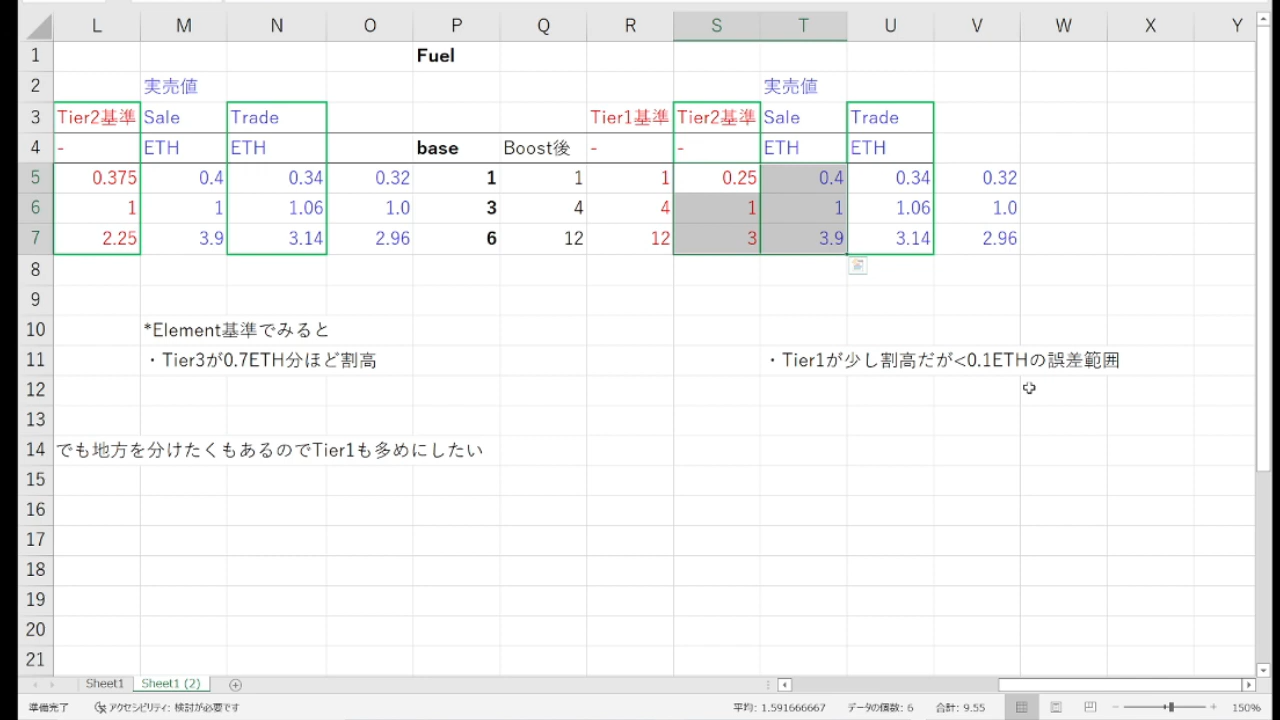 L M N O P Q R S T U V W X Y
1 Fuel
2 実売値 実売値
3 Tier2基準 Sale Trade Tier1基準 Tier2基準 Sale Trade
4 - ETH ETH base Boost後 - - ETH ETH
5 0.375 0.4 0.34 0.32 1 1 1 0.25 0.4 0.34 0.32
6 1 1 1.06 1.0 3 4 4 1 1 1.06 1.0
7 2.25 3.9 3.14 2.96 6 12 12 3 3.9 3.14 2.96
8
9
10 *Element基準でみると
11 ・Tier3が0.7ETH分ほど割高 ・Tier1が少し割高だが<0.1ETHの誤差範囲
12
13
14 でも地方を分けたくもあるのでTier1も多めにしたい
15
16
17
18
19
20
21
Sheet1 Sheet1 (2)
準備完了 アクセシビリティ: 検討が必要です 平均: 1.591666667 データの個数: 6 合計: 9.55 150%